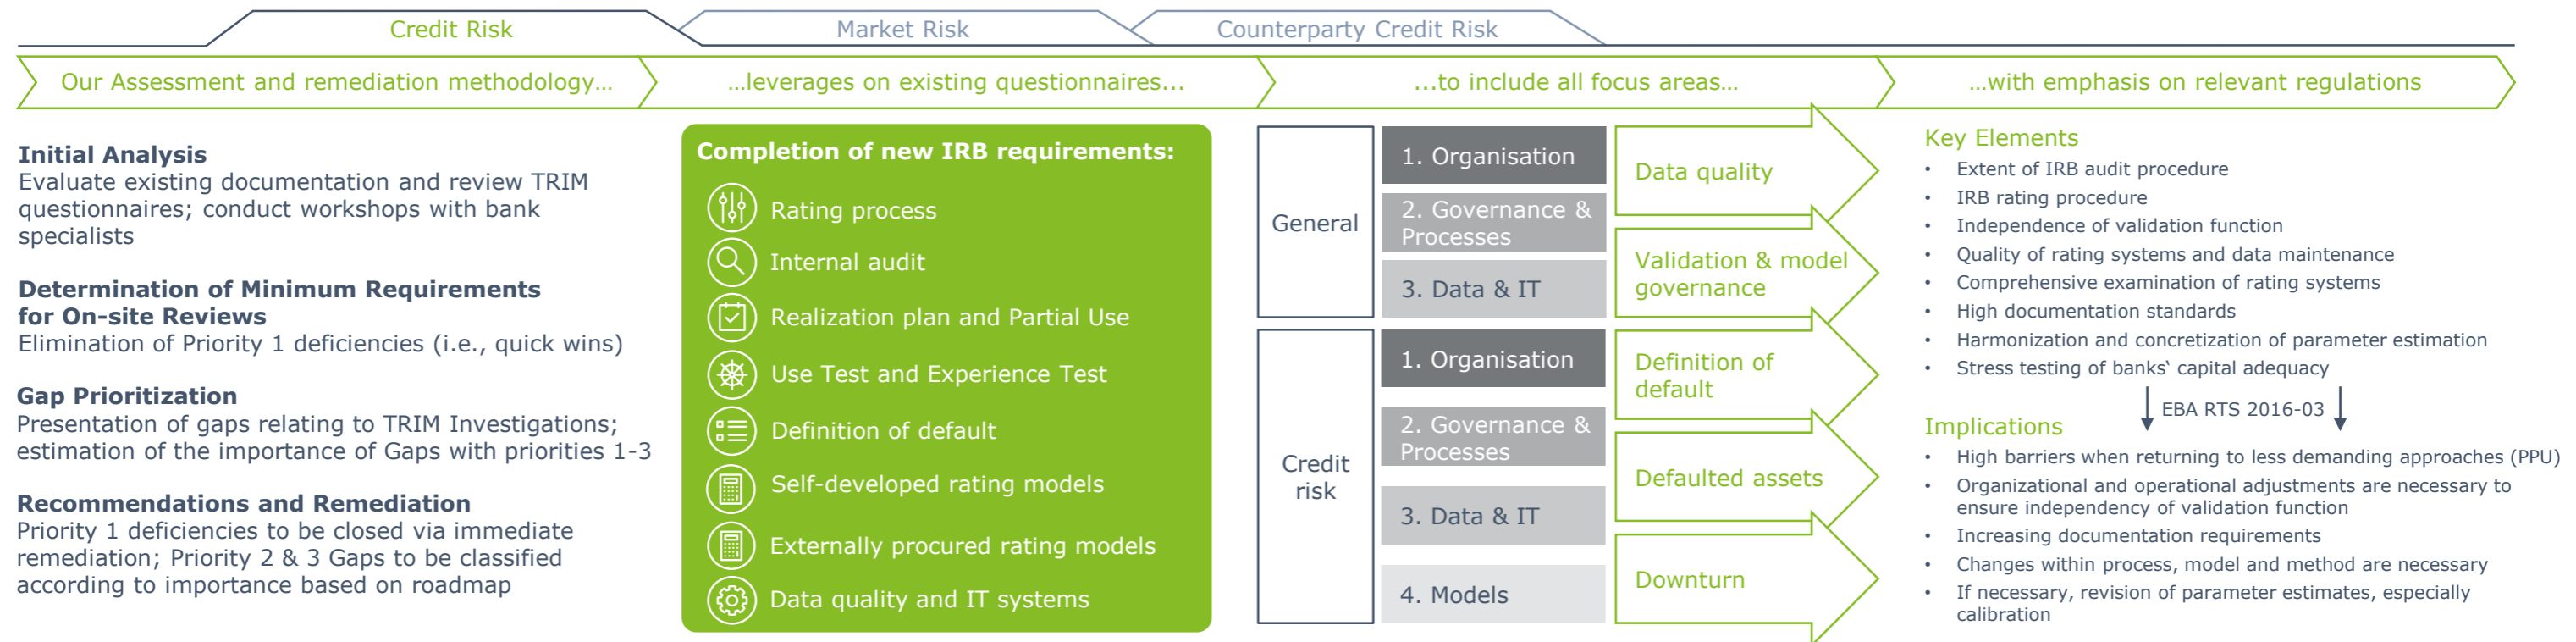 Credit Risk
Market Risk
Counterparty Credit Risk
Our Assessment and remediation methodology…
…leverages on existing questionnaires...
...to include all focus areas…
…with emphasis on relevant regulations
Initial Analysis
Evaluate existing documentation and review TRIM
questionnaires; conduct workshops with bank
specialists
Determination of Minimum Requirements
for On-site Reviews
Elimination of Priority 1 deficiencies (i.e., quick wins)
Gap Prioritization
Presentation of gaps relating to TRIM Investigations;
estimation of the importance of Gaps with priorities 1-3
Recommendations and Remediation
Priority 1 deficiencies to be closed via immediate
remediation; Priority 2 & 3 Gaps to be classified
according to importance based on roadmap
Completion of new IRB requirements:
Rating process
Internal audit
Realization plan and Partial Use
Use Test and Experience Test
Definition of default
Self-developed rating models
Externally procured rating models
Data quality and IT systems
General
1. Organisation
2. Governance &
Processes
3. Data & IT
Credit
risk
1. Organisation
2. Governance &
Processes
3. Data & IT
4. Models
Data quality
Validation & model
governance
Definition of
default
Defaulted assets
Downturn
Key Elements
• Extent of IRB audit procedure
• IRB rating procedure
• Independence of validation function
• Quality of rating systems and data maintenance
• Comprehensive examination of rating systems
• High documentation standards
• Harmonization and concretization of parameter estimation
• Stress testing of banks‘ capital adequacy
EBA RTS 2016-03
Implications
• High barriers when returning to less demanding approaches (PPU)
• Organizational and operational adjustments are necessary to
ensure independency of validation function
• Increasing documentation requirements
• Changes within process, model and method are necessary
• If necessary, revision of parameter estimates, especially
calibration